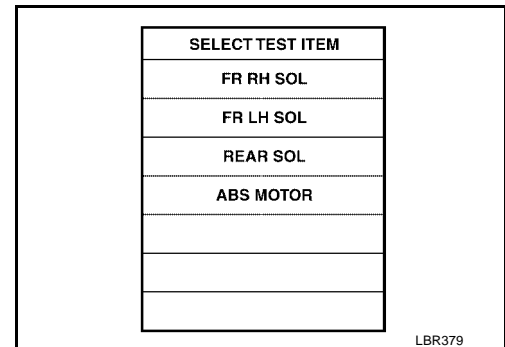 SELECT TEST ITEM
FR RH SOL
FR LH SOL
REAR SOL
ABS MOTOR
LBR379